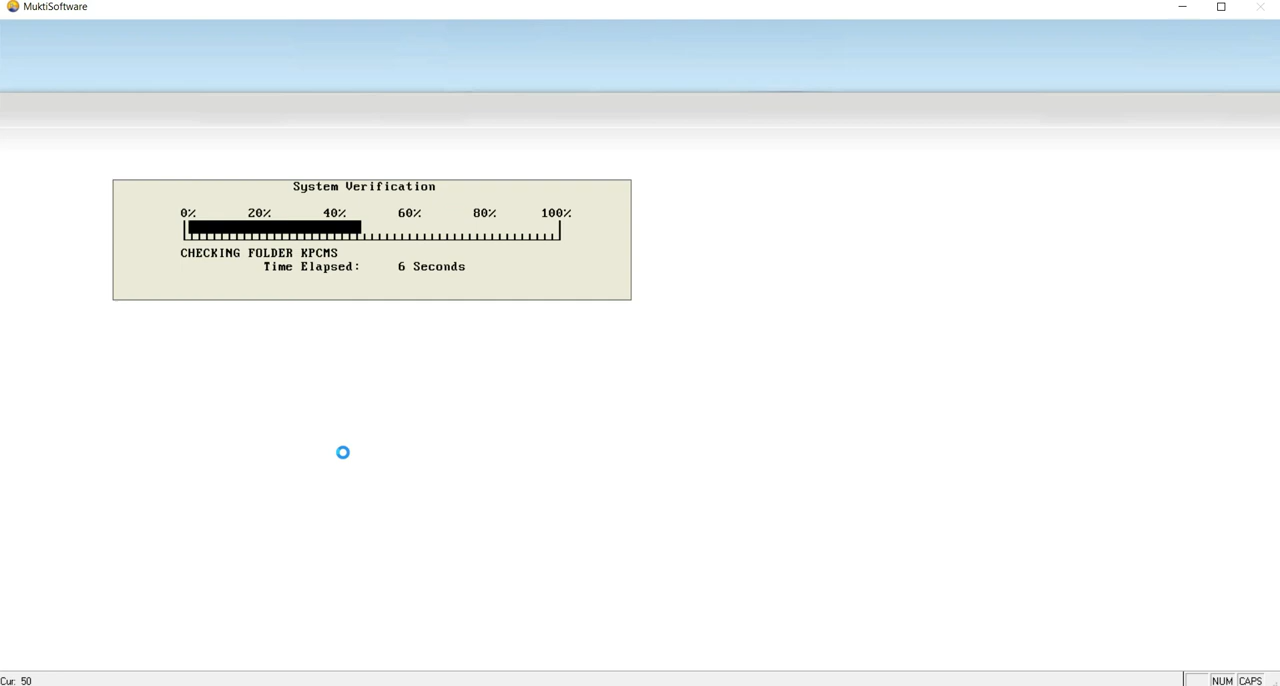 MuktiSoftware
System Verification
0% 20% 40% 60% 80% 100%
CHECKING FOLDER KPCMS
Time Elapsed: 6 Seconds
Cur: 50 NUM CAPS